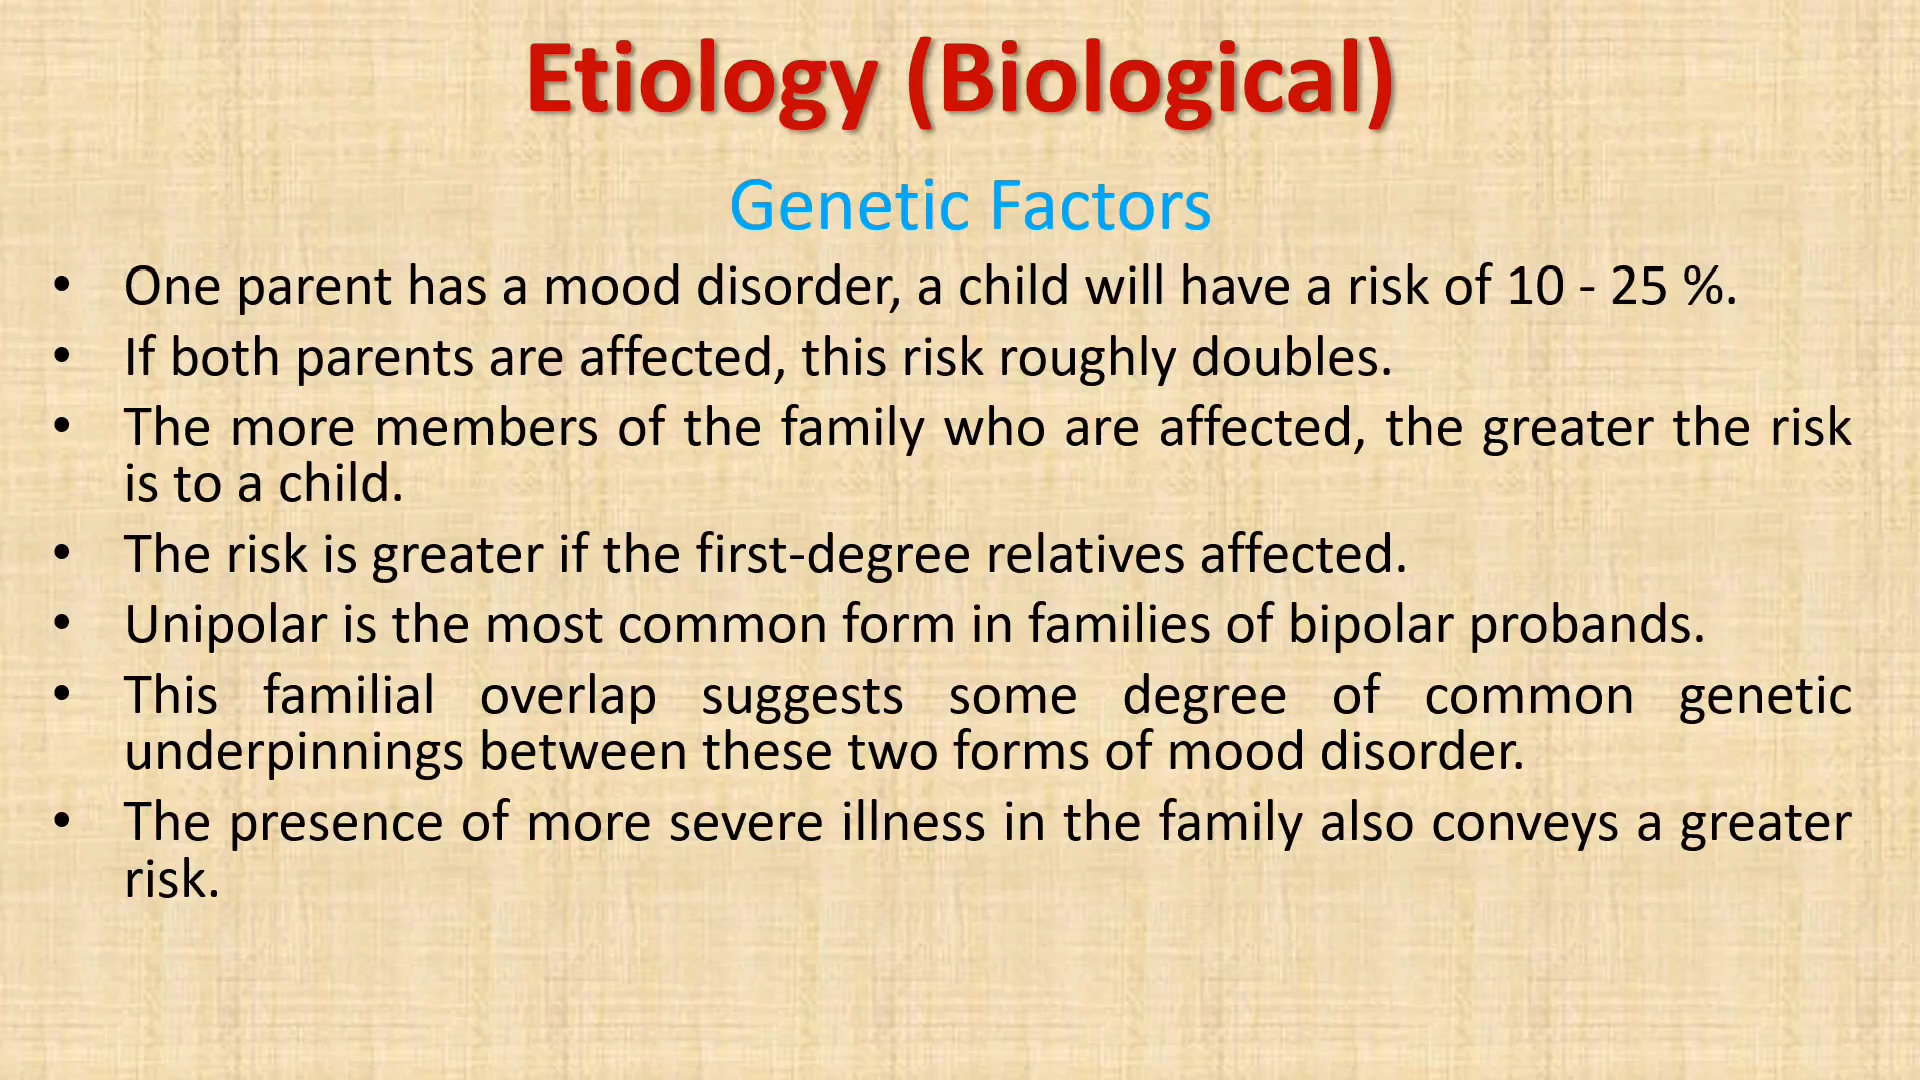 Etiology (Biological)
Genetic Factors
• One parent has a mood disorder, a child will have a risk of 10 - 25 %.
• If both parents are affected, this risk roughly doubles.
• The more members of the family who are affected, the greater the risk
is to a child.
• The risk is greater if the first-degree relatives affected.
• Unipolar is the most common form in families of bipolar probands.
• This familial overlap suggests some degree of common genetic
underpinnings between these two forms of mood disorder.
• The presence of more severe illness in the family also conveys a greater
risk.